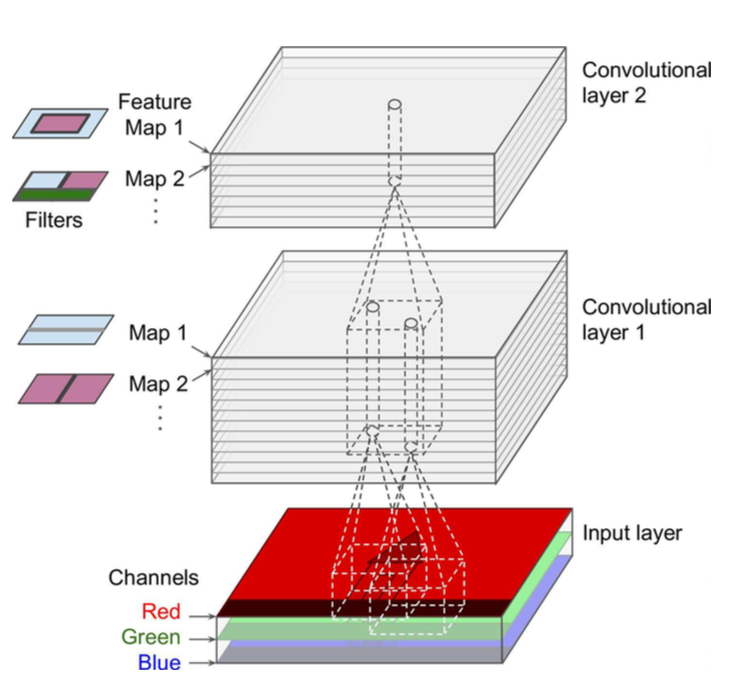 Convolutional
layer 2
Feature
Map 1
Map 2
Filters
Convolutional
layer 1
Map 1
Map 2
Input layer
Channels
Red
Green
Blue